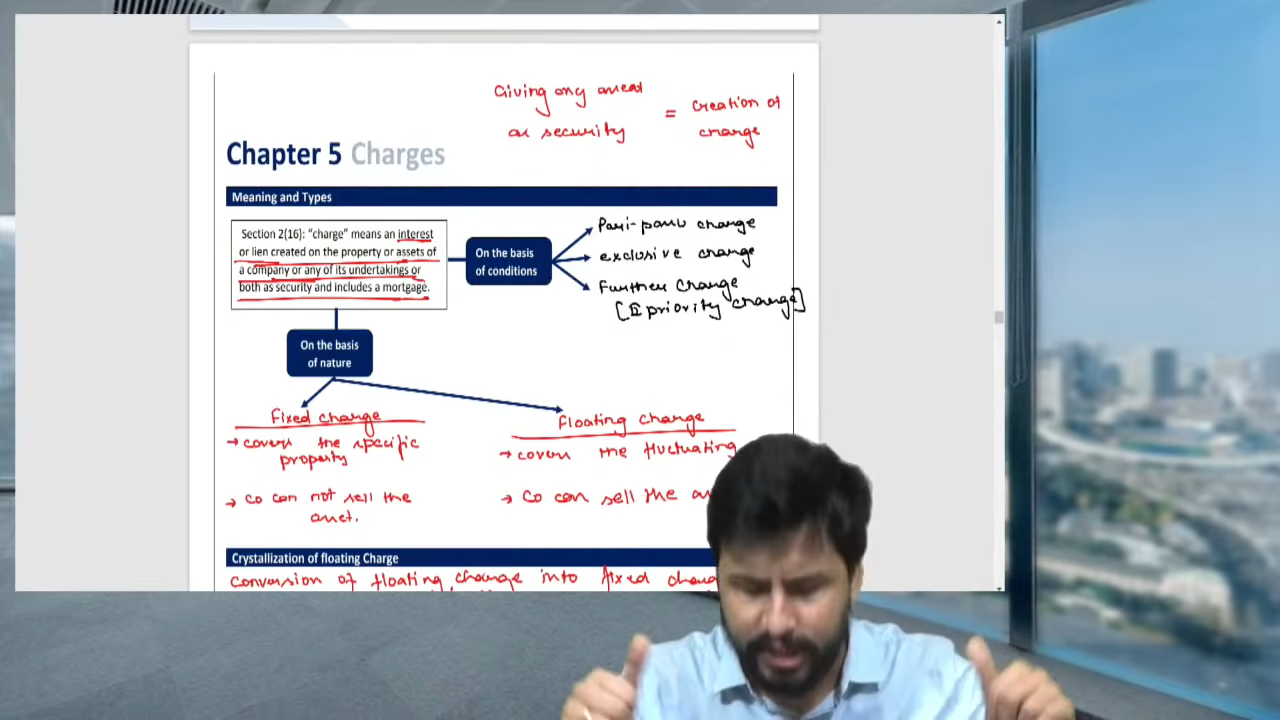 Giving any asset
as security
= creation of
charge
Chapter 5 Charges
Meaning and Types
Section 2(16): "charge" means an interest
or lien created on the property or assets of
a company or any of its undertakings or
both as security and includes a mortgage.
On the basis
of conditions
Pari-passu charge
exclusive charge
Further charge
[II priority charge]
On the basis
of nature
Fixed charge
→ covers the specific
property
→ co can not sell the
asset.
Floating charge
→ covers the fluctuating
→ co can sell the
Crystallization of floating Charge
conversion of floating charge into fixed